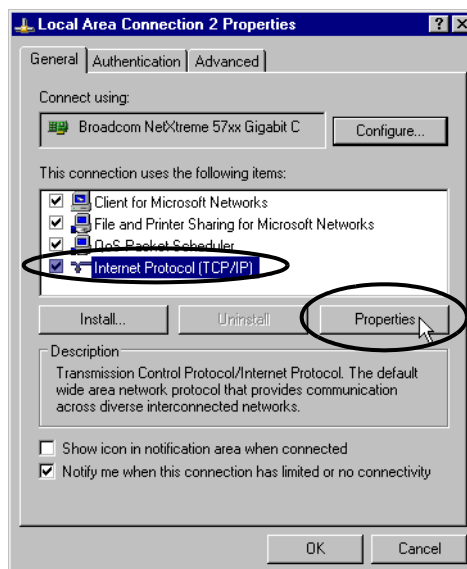 Local Area Connection 2 Properties
General Authentication Advanced
Connect using:
Broadcom NetXtreme 57xx Gigabit C
Configure...
This connection uses the following items:
Client for Microsoft Networks
File and Printer Sharing for Microsoft Networks
QoS Packet Scheduler
Internet Protocol (TCP/IP)
Install... Uninstall Properties
Description
Transmission Control Protocol/Internet Protocol. The default
wide area network protocol that provides communication
across diverse interconnected networks.
Show icon in notification area when connected
Notify me when this connection has limited or no connectivity
OK Cancel